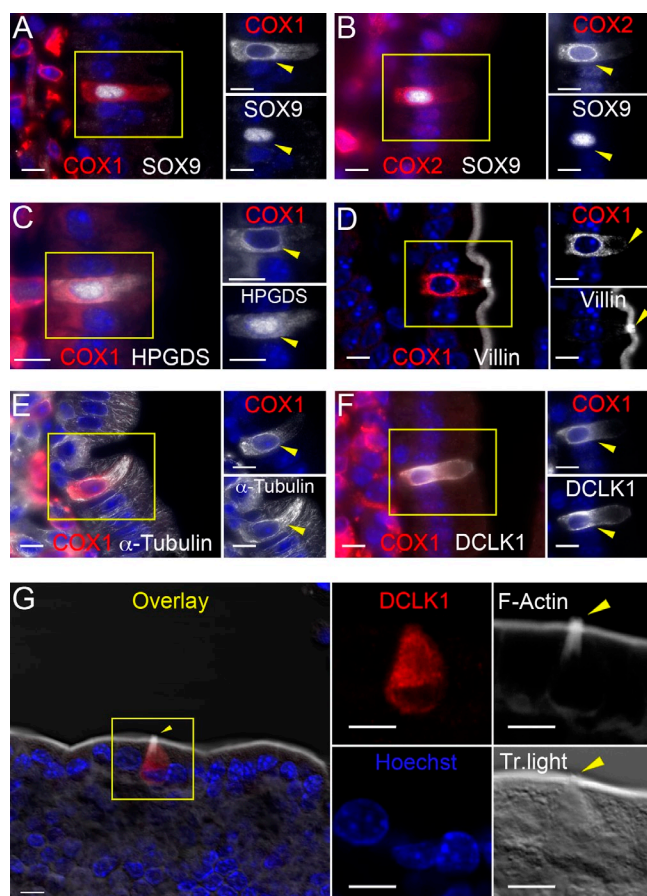 A
COX1
SOX9
COX1 SOX9
B
COX2
SOX9
COX2 SOX9
C
COX1
HPGDS
COX1 HPGDS
D
COX1
Villin
COX1 Villin
E
COX1
α-Tubulin
COX1 α-Tubulin
F
COX1
DCLK1
COX1 DCLK1
G
Overlay
DCLK1
F-Actin
Hoechst
Tr.light